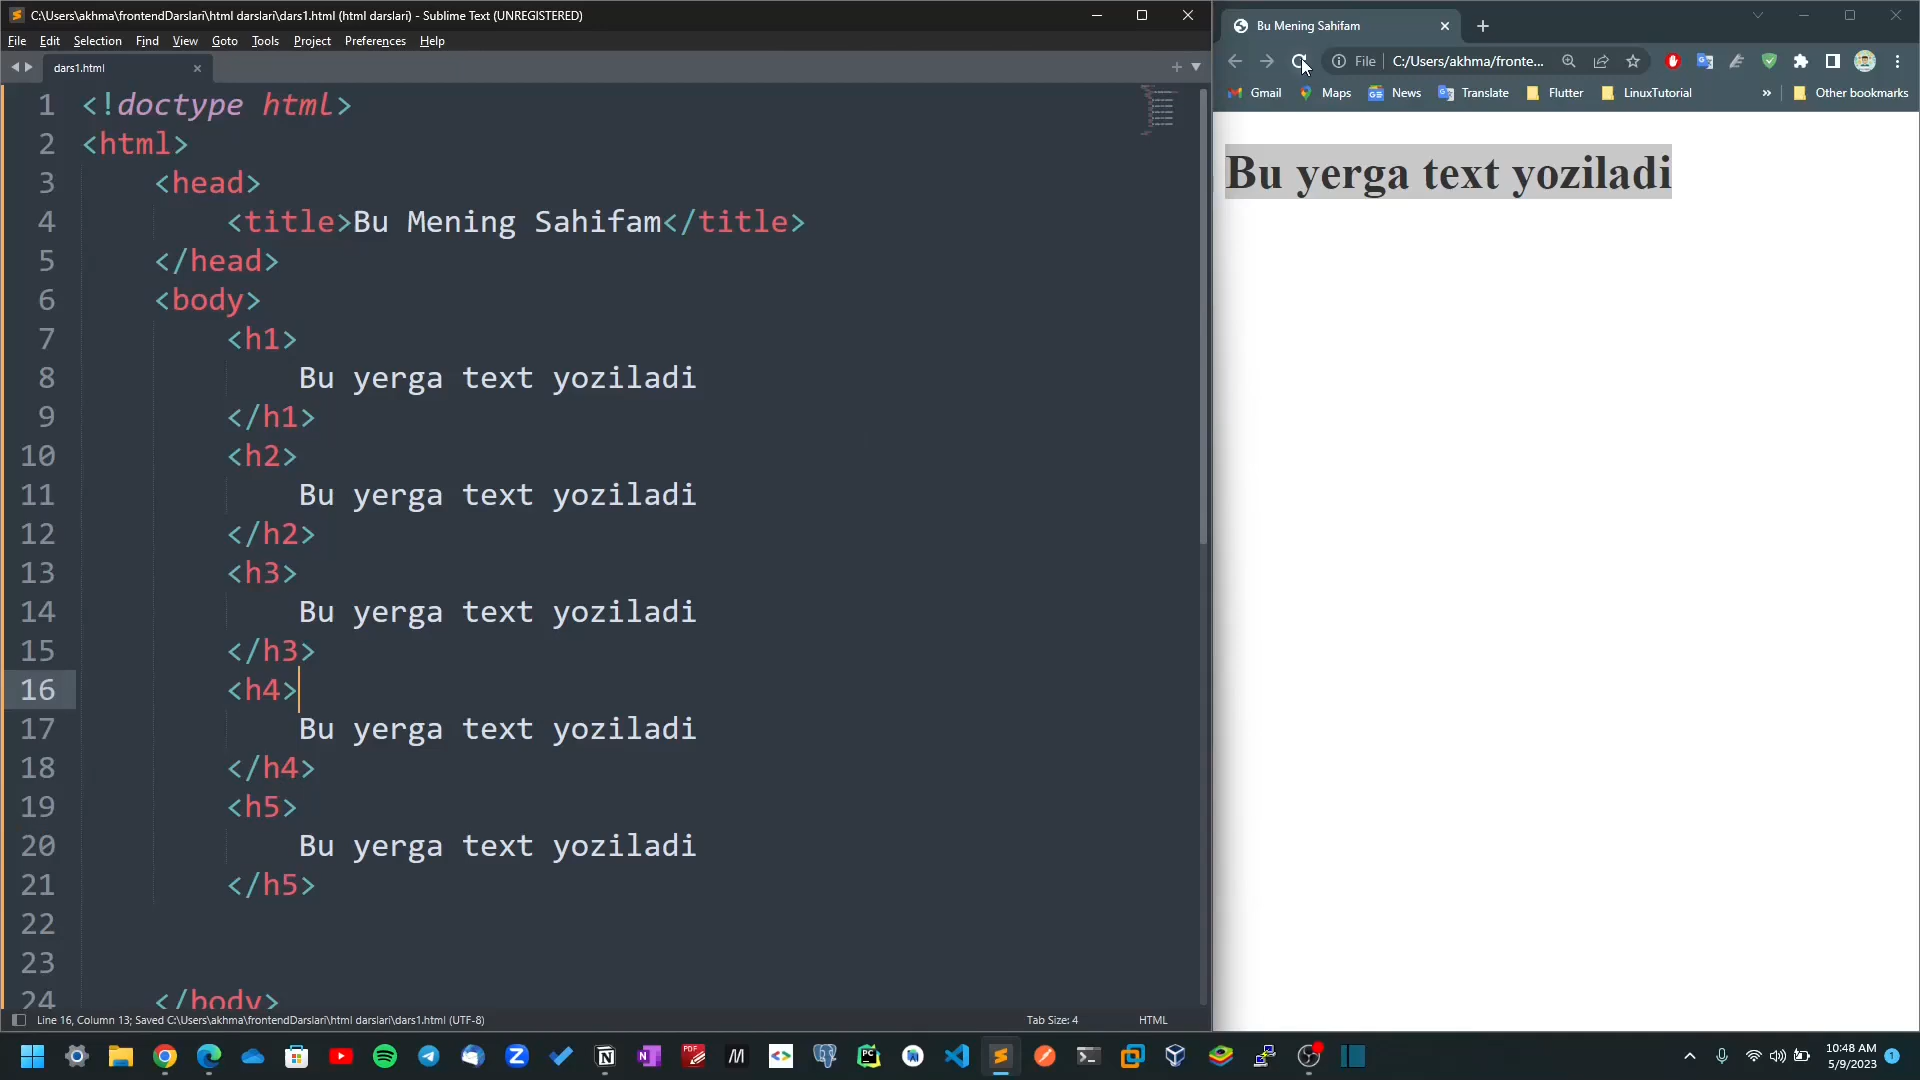 C:\Users\akhma\frontendDarslari\html darslari\dars1.html (html darslari) - Sublime Text (UNREGISTERED)
File Edit Selection Find View Goto Tools Project Preferences Help
dars1.html
1 <!doctype html>
2 <html>
3 <head>
4 <title>Bu Mening Sahifam</title>
5 </head>
6 <body>
7 <h1>
8 Bu yerga text yoziladi
9 </h1>
10 <h2>
11 Bu yerga text yoziladi
12 </h2>
13 <h3>
14 Bu yerga text yoziladi
15 </h3>
16 <h4>
17 Bu yerga text yoziladi
18 </h4>
19 <h5>
20 Bu yerga text yoziladi
21 </h5>
22
23
24 </body>
Line 16, Column 13; Saved C:\Users\akhma\frontendDarslari\html darslari\dars1.html (UTF-8)
Tab Size: 4 HTML
Bu Mening Sahifam
File C:/Users/akhma/fronte...
Gmail Maps News Translate Flutter LinuxTutorial » Other bookmarks
Bu yerga text yoziladi
10:48 AM
5/9/2023
1